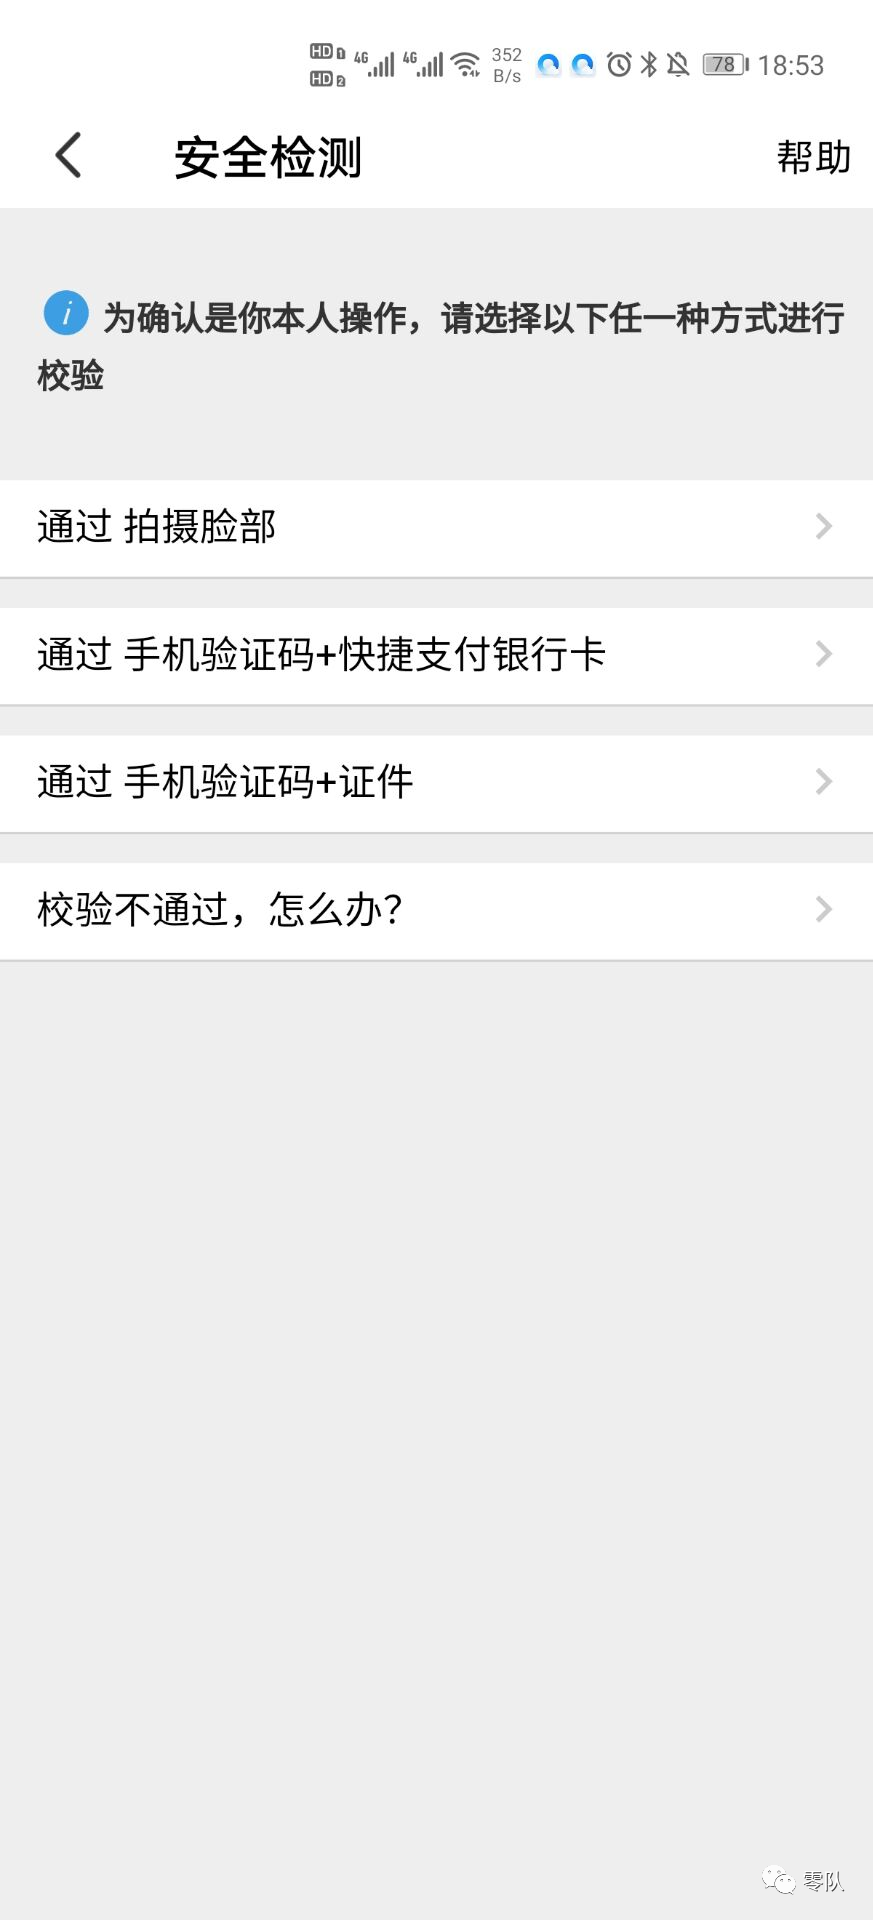 HD 1 4G 4G 352 78 18:53
HD 2 B/s
安全检测 帮助
i 为确认是你本人操作，请选择以下任一种方式进行
校验
通过 拍摄脸部
通过 手机验证码+快捷支付银行卡
通过 手机验证码+证件
校验不通过，怎么办？
零队